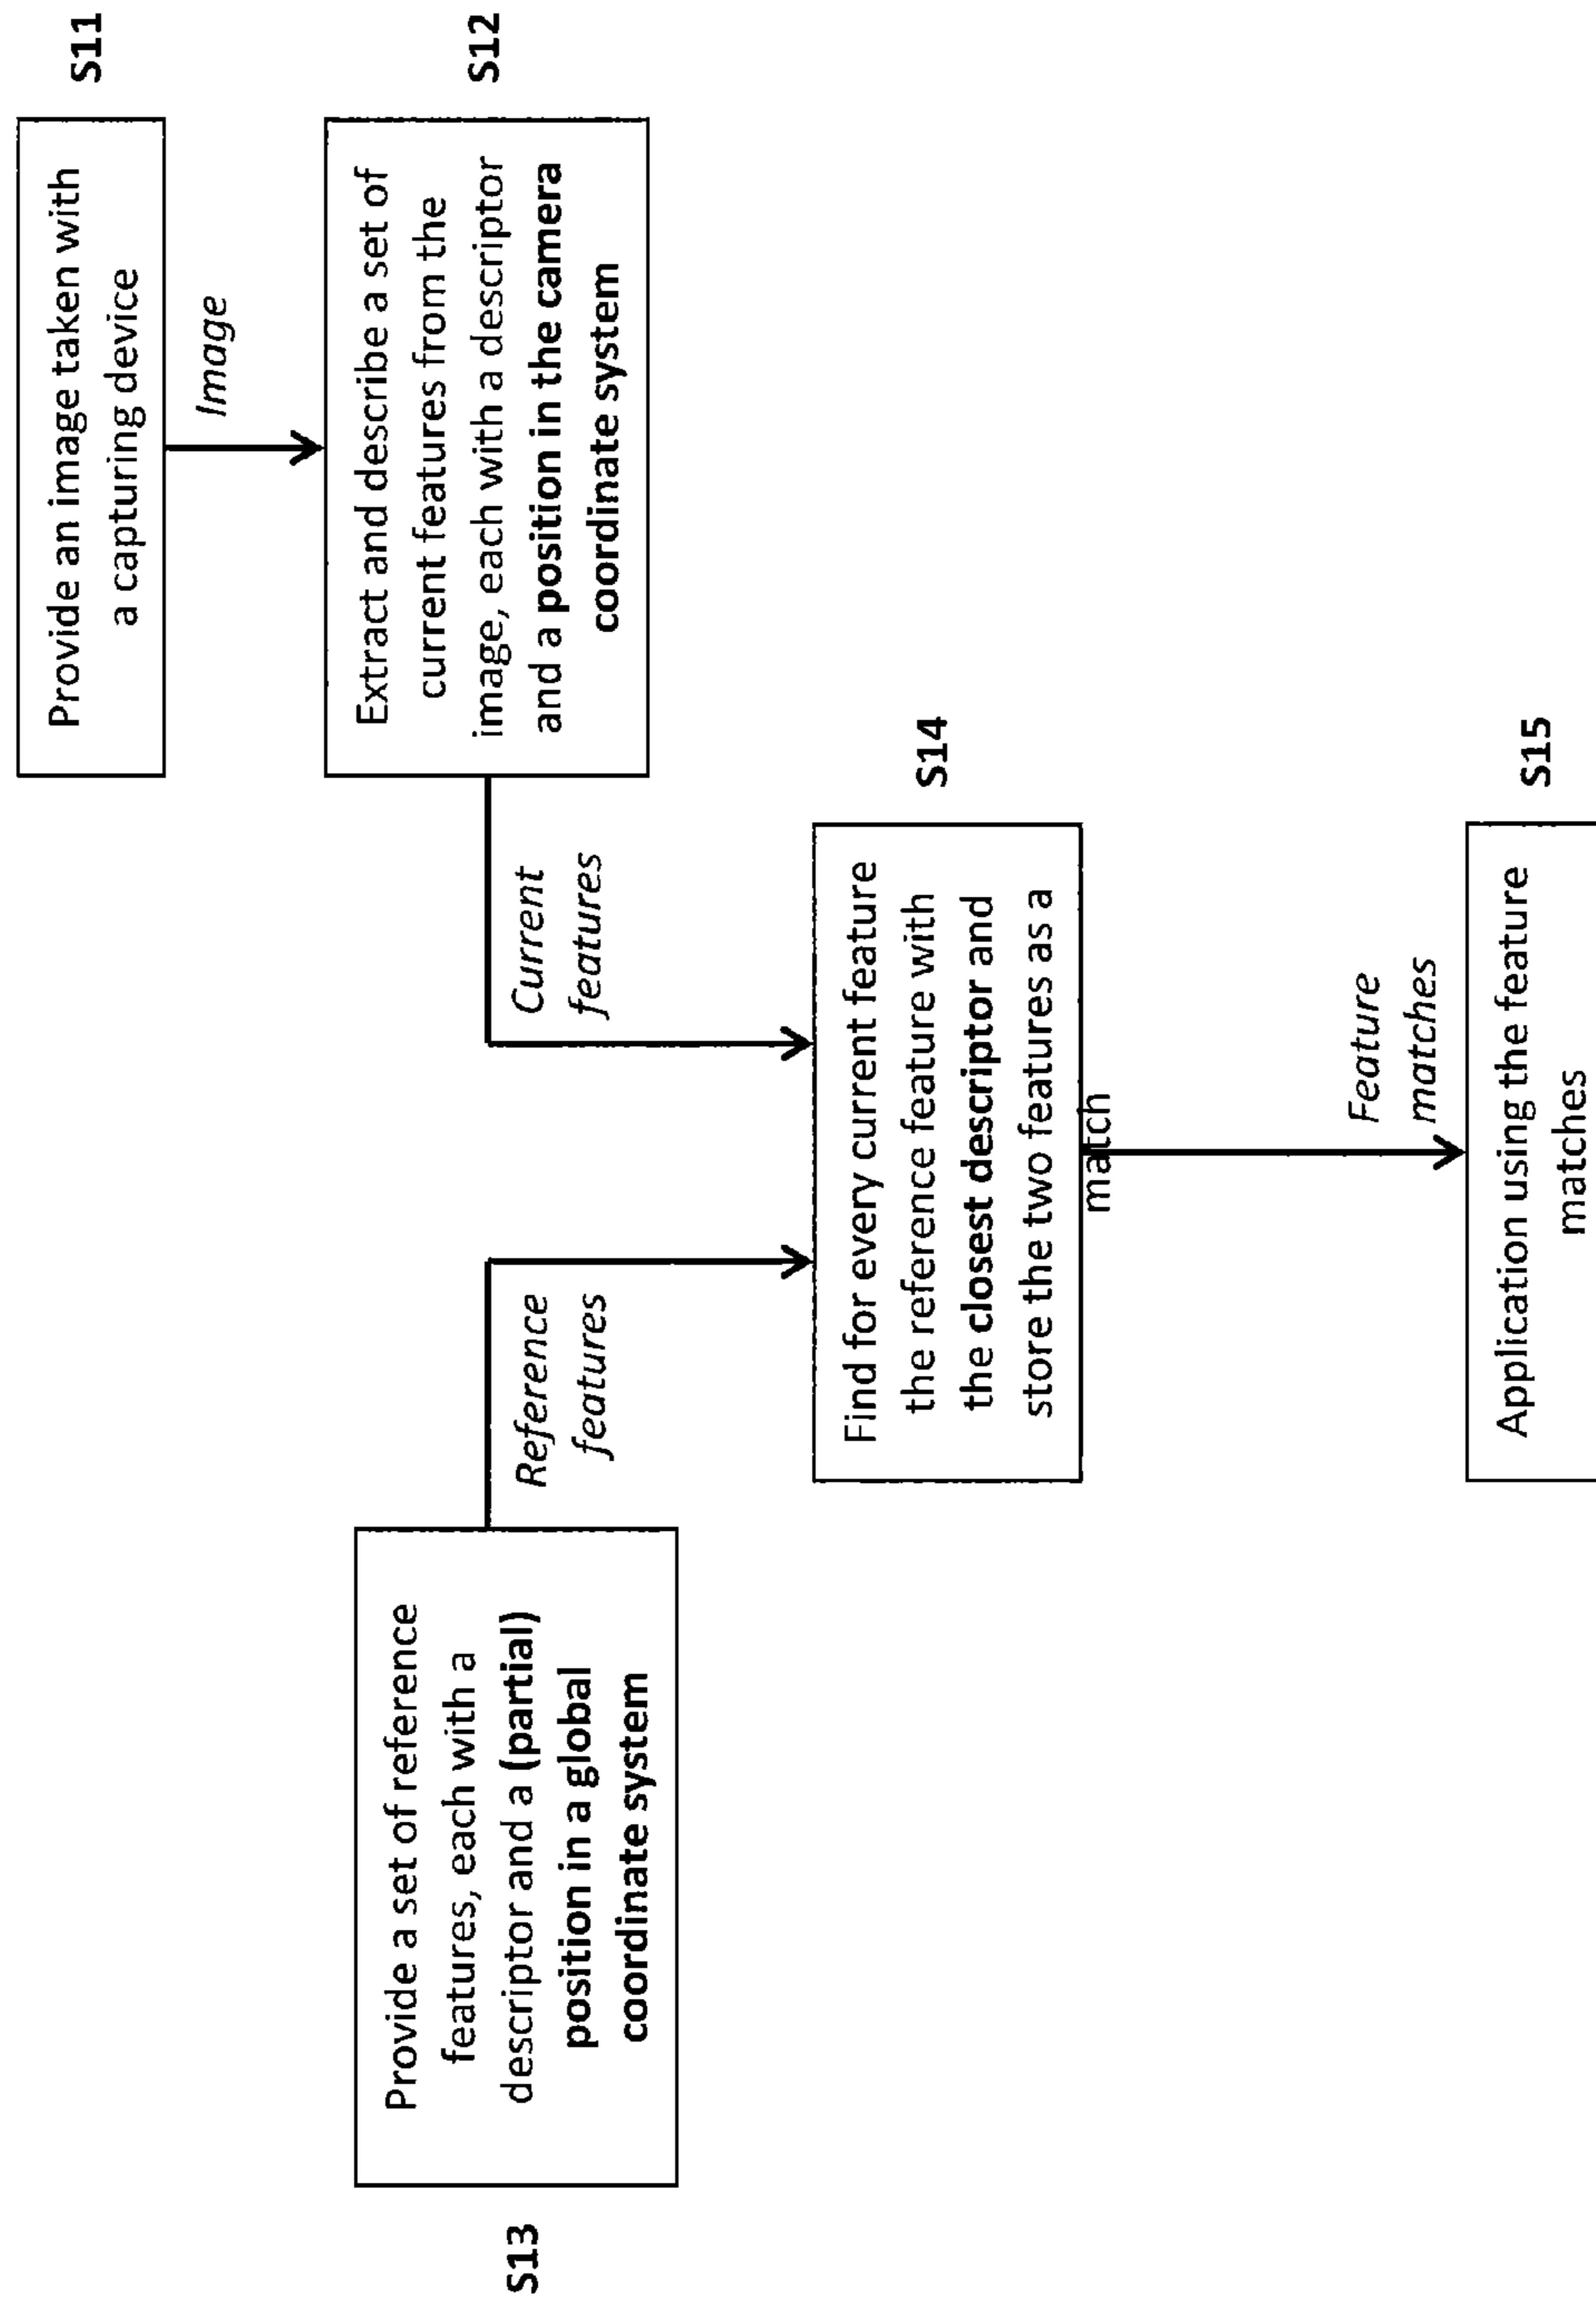 S11
Provide an image taken with
a capturing device
Image
S12
Extract and describe a set of
current features from the
image, each with a descriptor
and a position in the camera
coordinate system
S13
Provide a set of reference
features, each with a
descriptor and a (partial)
position in a global
coordinate system
Reference
features
Current
features
S14
Find for every current feature
the reference feature with
the closest descriptor and
store the two features as a
match
Feature
matches
S15
Application using the feature
matches